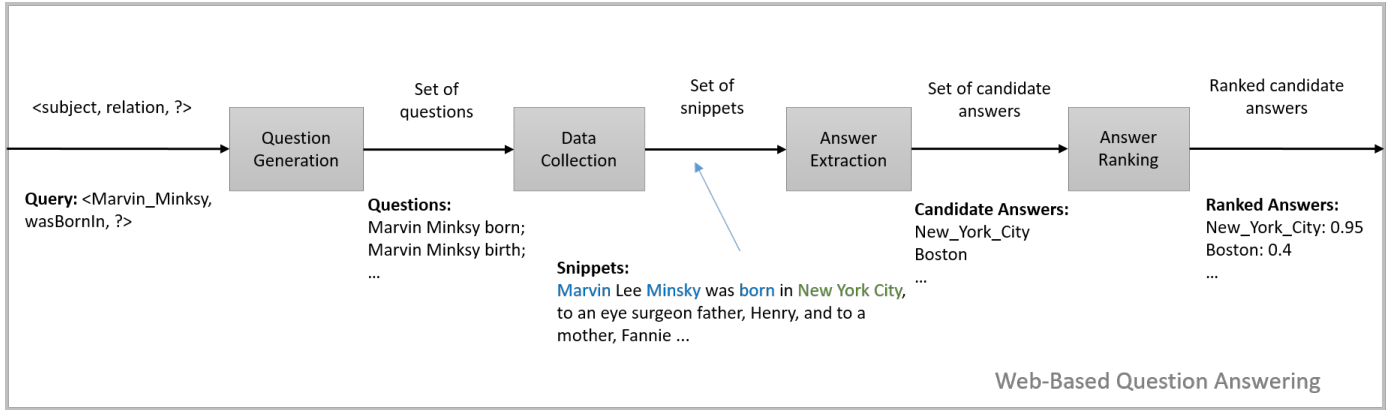 <subject, relation, ?>
Query: <Marvin_Minksy,
wasBornIn, ?>
Question
Generation
Set of
questions
Questions:
Marvin Minksy born;
Marvin Minksy birth;
...
Data
Collection
Set of
snippets
Snippets:
Marvin Lee Minsky was born in New York City,
to an eye surgeon father, Henry, and to a
mother, Fannie ...
Answer
Extraction
Set of candidate
answers
Candidate Answers:
New_York_City
Boston
...
Answer
Ranking
Ranked candidate
answers
Ranked Answers:
New_York_City: 0.95
Boston: 0.4
...
Web-Based Question Answering